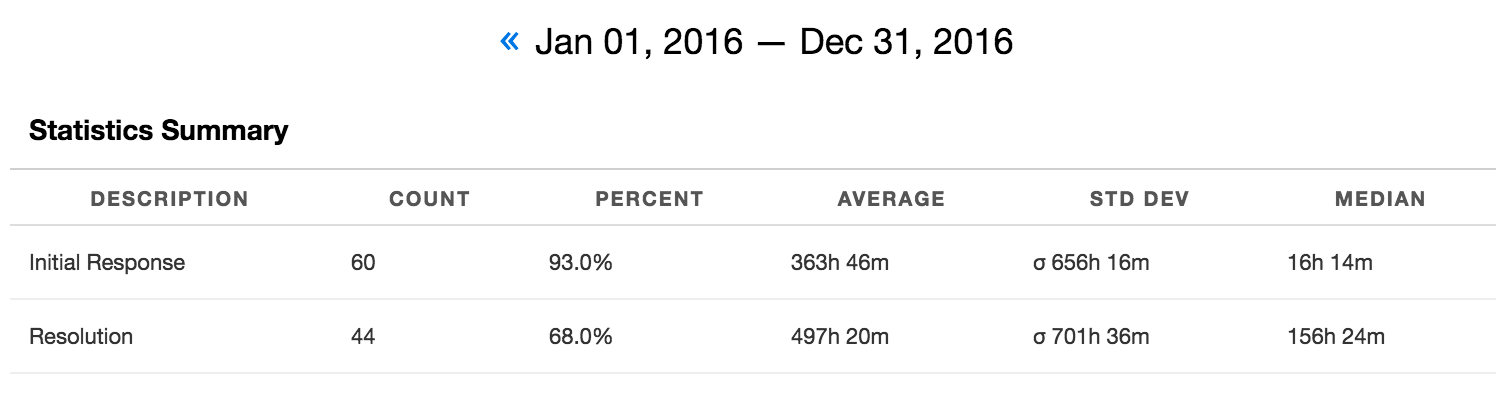 « Jan 01, 2016 — Dec 31, 2016
Statistics Summary
DESCRIPTION COUNT PERCENT AVERAGE STD DEV MEDIAN
Initial Response 60 93.0% 363h 46m σ 656h 16m 16h 14m
Resolution 44 68.0% 497h 20m σ 701h 36m 156h 24m